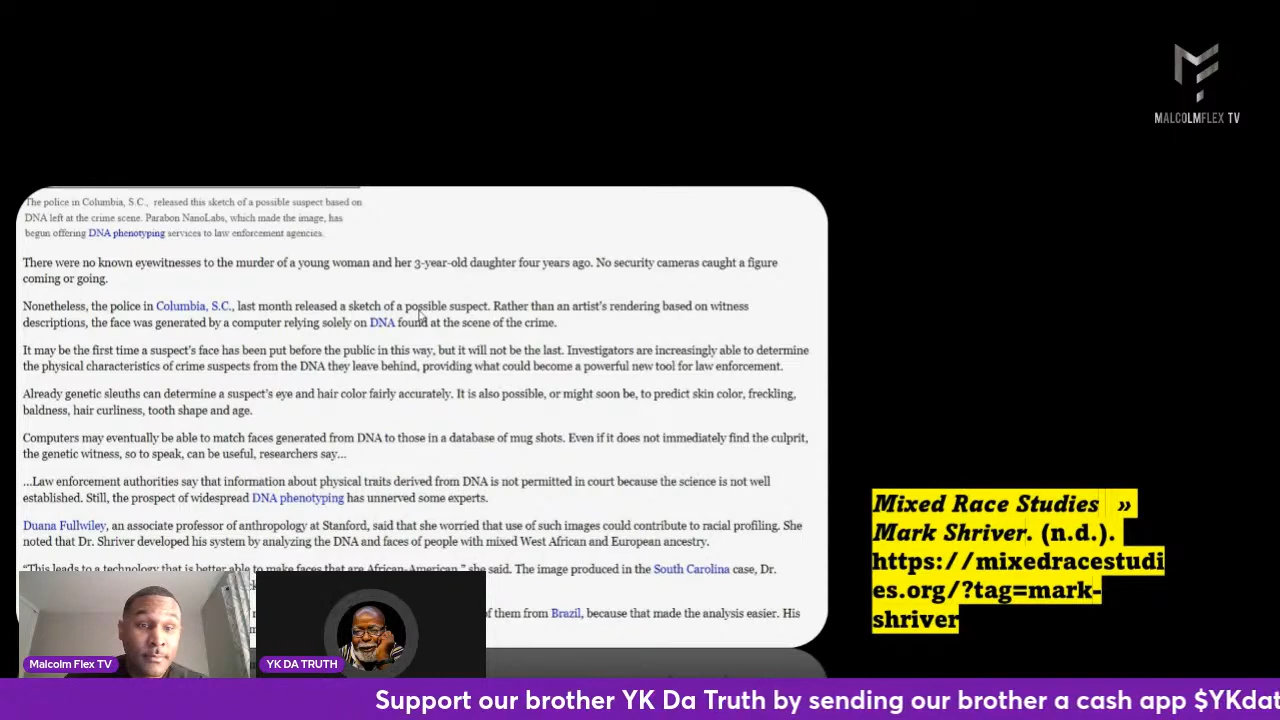 MALCOLMFLEX TV
The police in Columbia, S.C., released this sketch of a possible suspect based on
DNA left at the crime scene. Parabon NanoLabs, which made the image, has
begun offering DNA phenotyping services to law enforcement agencies.
There were no known eyewitnesses to the murder of a young woman and her 3-year-old daughter four years ago. No security cameras caught a figure
coming or going.
Nonetheless, the police in Columbia, S.C., last month released a sketch of a possible suspect. Rather than an artist's rendering based on witness
descriptions, the face was generated by a computer relying solely on DNA found at the scene of the crime.
It may be the first time a suspect's face has been put before the public in this way, but it will not be the last. Investigators are increasingly able to determine
the physical characteristics of crime suspects from the DNA they leave behind, providing what could become a powerful new tool for law enforcement.
Already genetic sleuths can determine a suspect's eye and hair color fairly accurately. It is also possible, or might soon be, to predict skin color, freckling,
baldness, hair curliness, tooth shape and age.
Computers may eventually be able to match faces generated from DNA to those in a database of mug shots. Even if it does not immediately find the culprit,
the genetic witness, so to speak, can be useful, researchers say…
…Law enforcement authorities say that information about physical traits derived from DNA is not permitted in court because the science is not well
established. Still, the prospect of widespread DNA phenotyping has unnerved some experts.
Duana Fullwiley, an associate professor of anthropology at Stanford, said that she worried that use of such images could contribute to racial profiling. She
noted that Dr. Shriver developed his system by analyzing the DNA and faces of people with mixed West African and European ancestry.
"This leads to a technology that is better able to make faces that are African-American," she said. The image produced in the South Carolina case, Dr.
of them from Brazil, because that made the analysis easier. His
Mixed Race Studies »
Mark Shriver. (n.d.).
https://mixedracestudi
es.org/?tag=mark-
shriver
Malcolm Flex TV
YK DA TRUTH
Support our brother YK Da Truth by sending our brother a cash app $YKdat